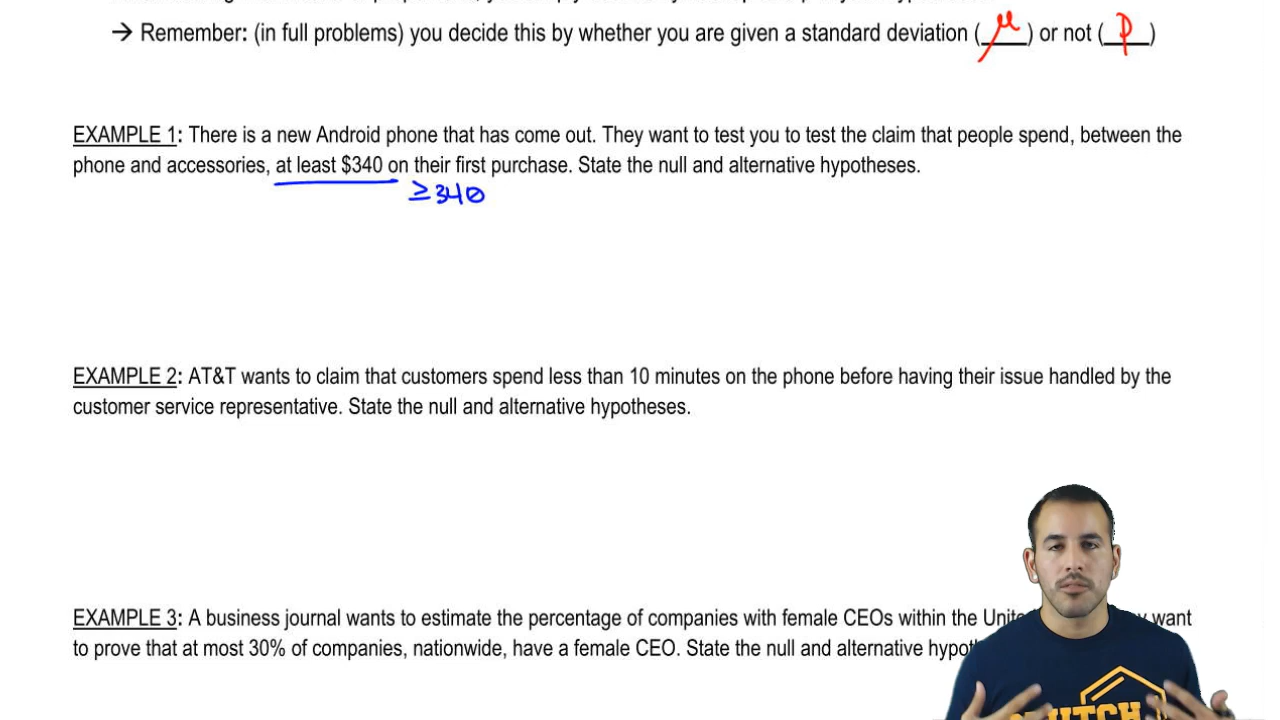 → Remember: (in full problems) you decide this by whether you are given a standard deviation (μ) or not (p)
EXAMPLE 1: There is a new Android phone that has come out. They want to test you to test the claim that people spend, between the
phone and accessories, at least $340 on their first purchase. State the null and alternative hypotheses.
≥340
EXAMPLE 2: AT&T wants to claim that customers spend less than 10 minutes on the phone before having their issue handled by the
customer service representative. State the null and alternative hypotheses.
EXAMPLE 3: A business journal wants to estimate the percentage of companies with female CEOs within the want
to prove that at most 30% of companies, nationwide, have a female CEO. State the null and alternative
CLUTCH